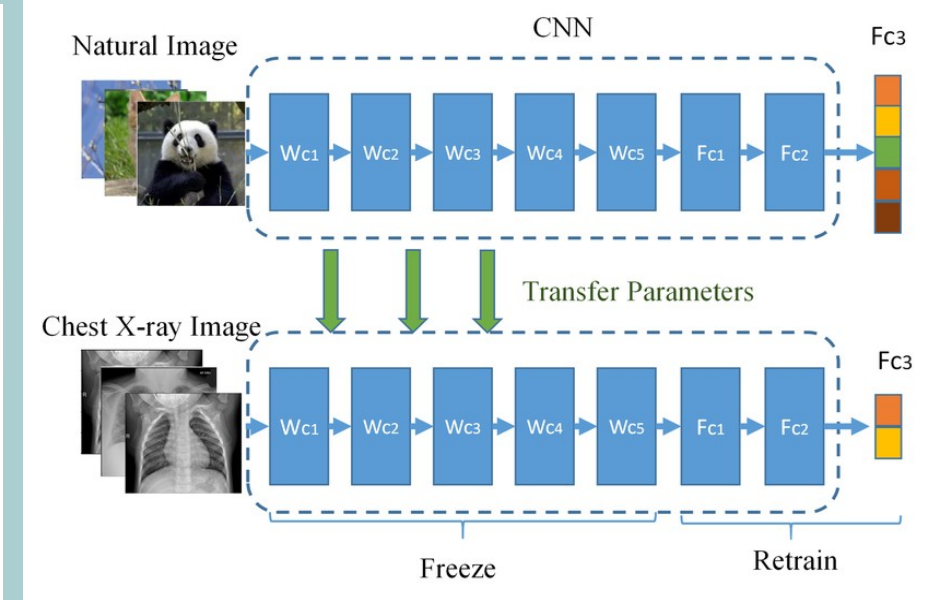 CNN
Natural Image
Fc3
Wc1
Wc2
Wc3
Wc4
Wc5
Fc1
Fc2
Transfer Parameters
Chest X-ray Image
Fc3
Wc1
Wc2
Wc3
Wc4
Wc5
Fc1
Fc2
Freeze
Retrain